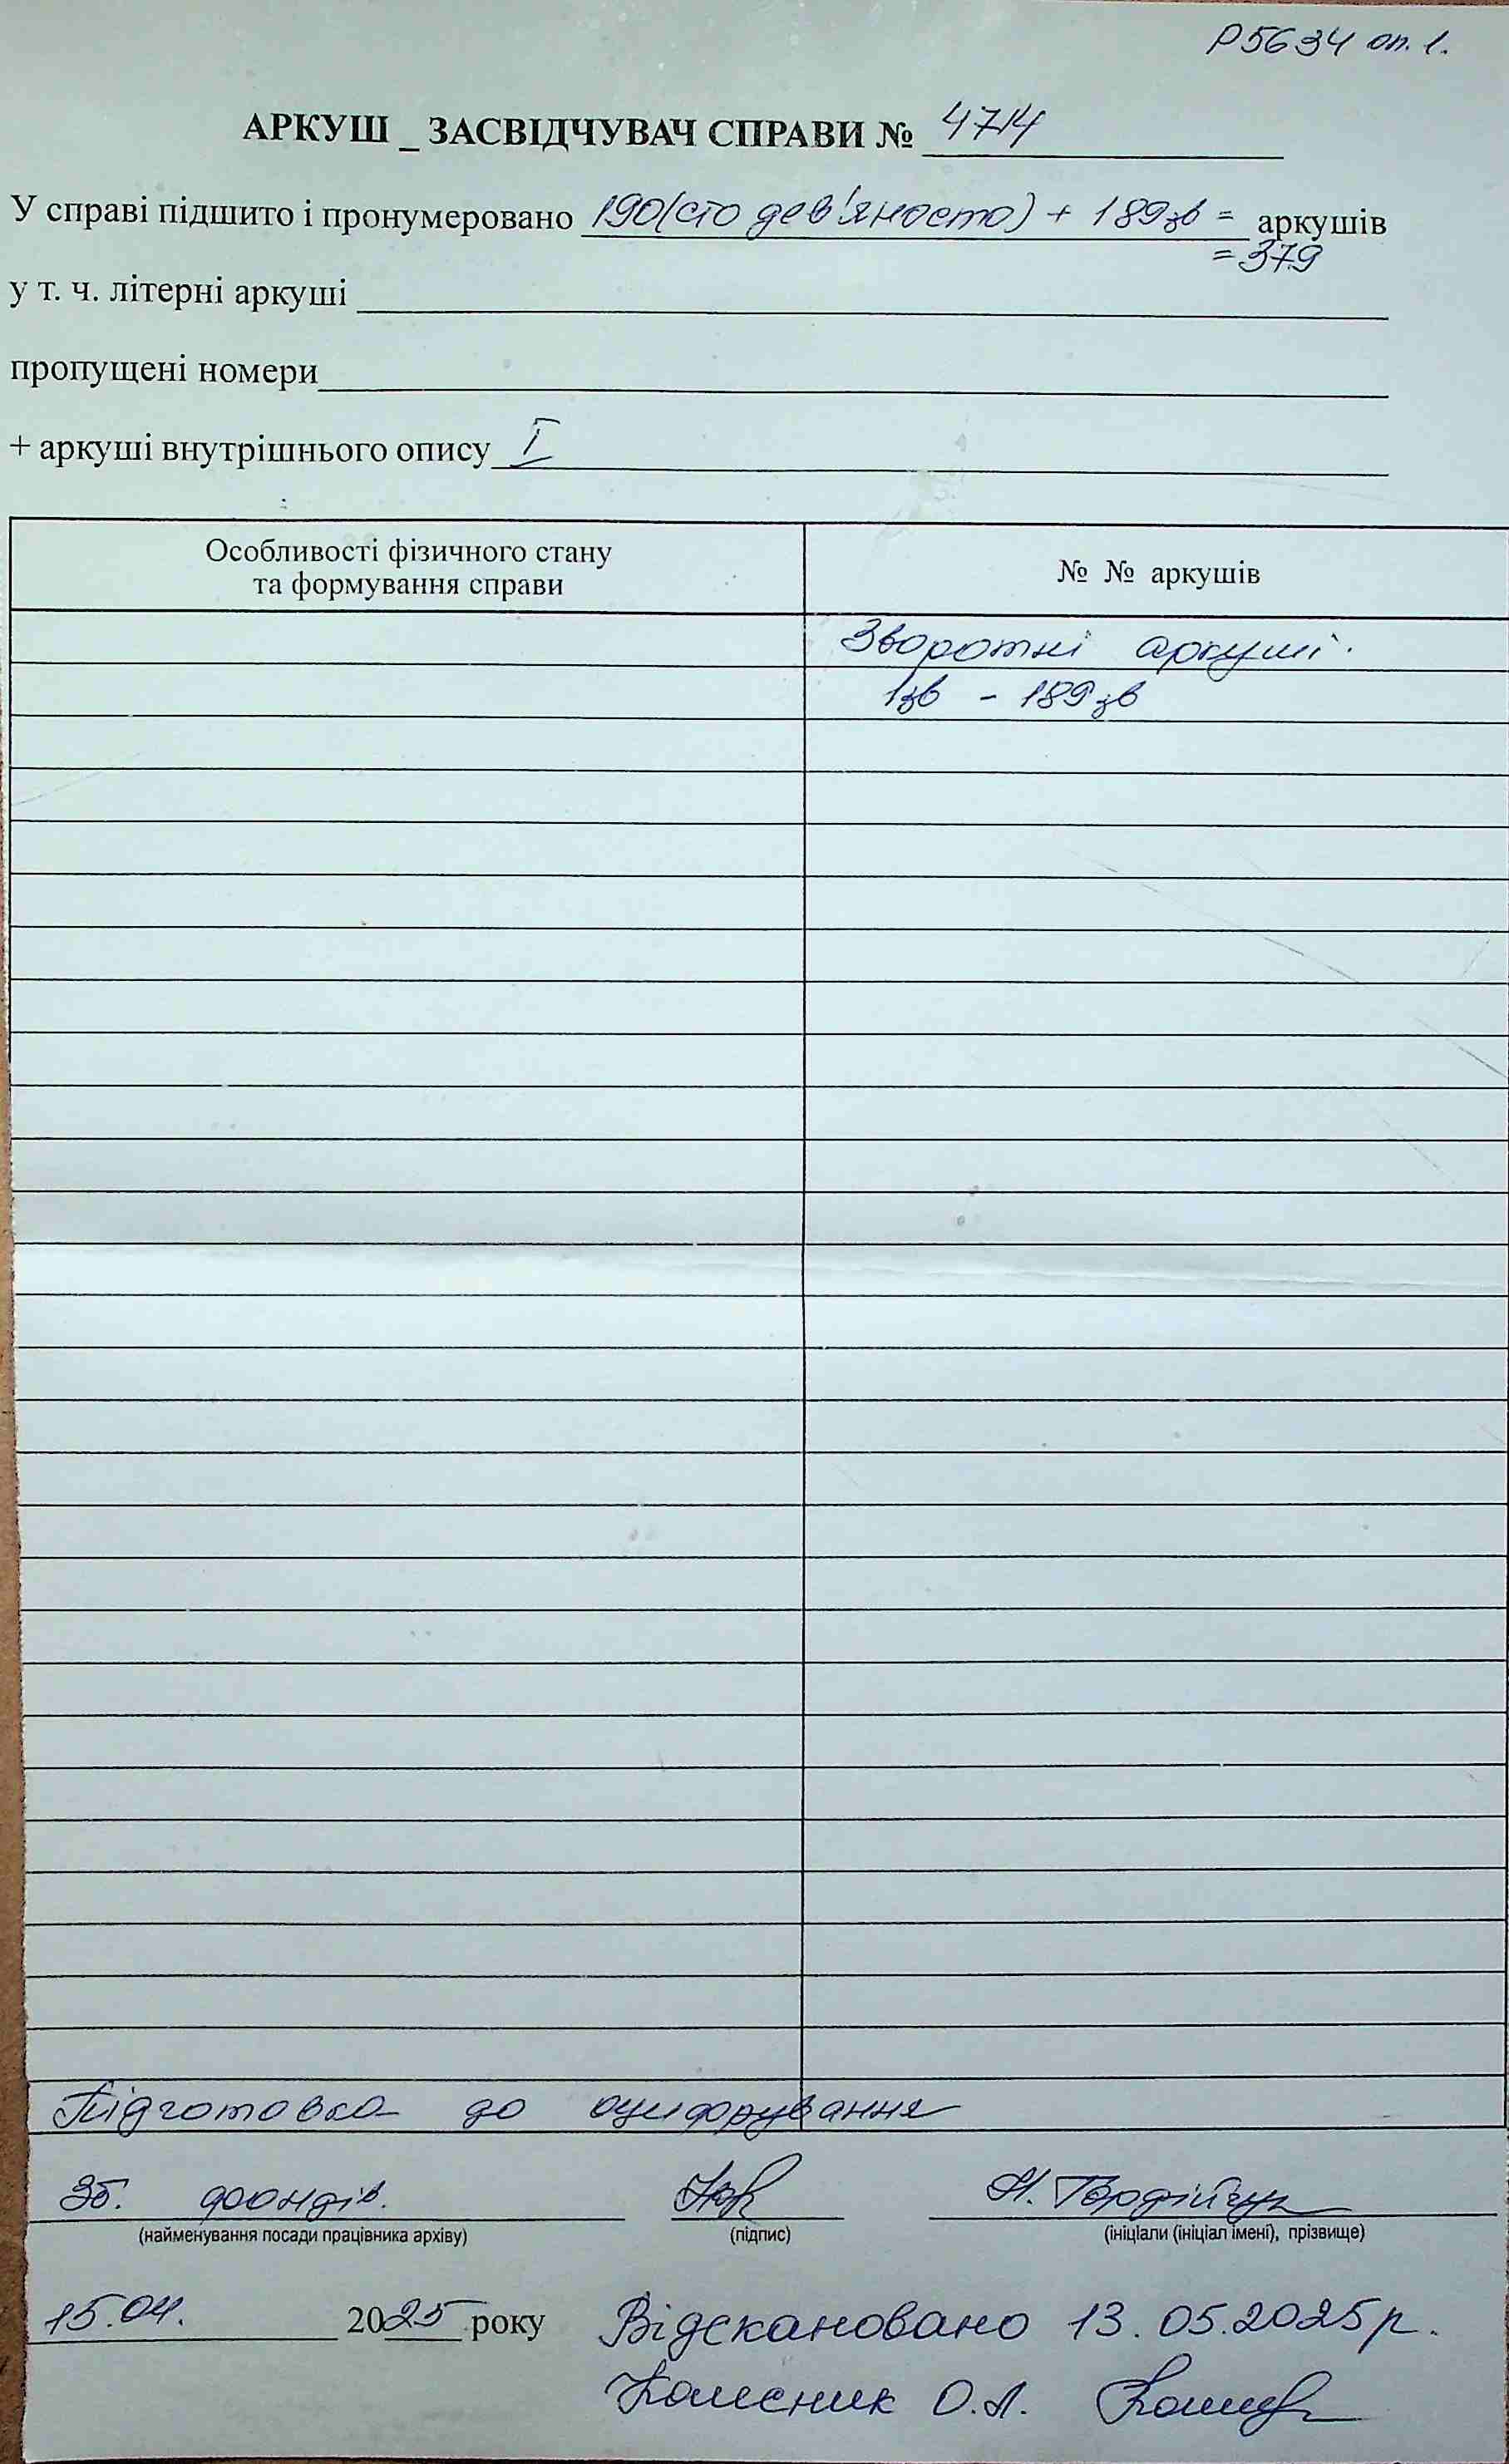 Р5634 оп. 1.
АРКУШ _ ЗАСВІДЧУВАЧ СПРАВИ № 4714
У справі підшито і пронумеровано 190(сто дев'яносто) + 189зв = аркушів
= 379
у т. ч. літерні аркуші
пропущені номери
+ аркуші внутрішнього опису I
Особливості фізичного стану
та формування справи
№ № аркушів
Зворотні аркуші.
1зв - 189зв
Підготовка до оцифрування
Зб. фондів.
Н. Гордійчук
(найменування посади працівника архіву) (підпис) (ініціали (ініціал імені), прізвище)
15.04. 2025 року Відскановано 13.05.2025р.
Колесник О.Л.